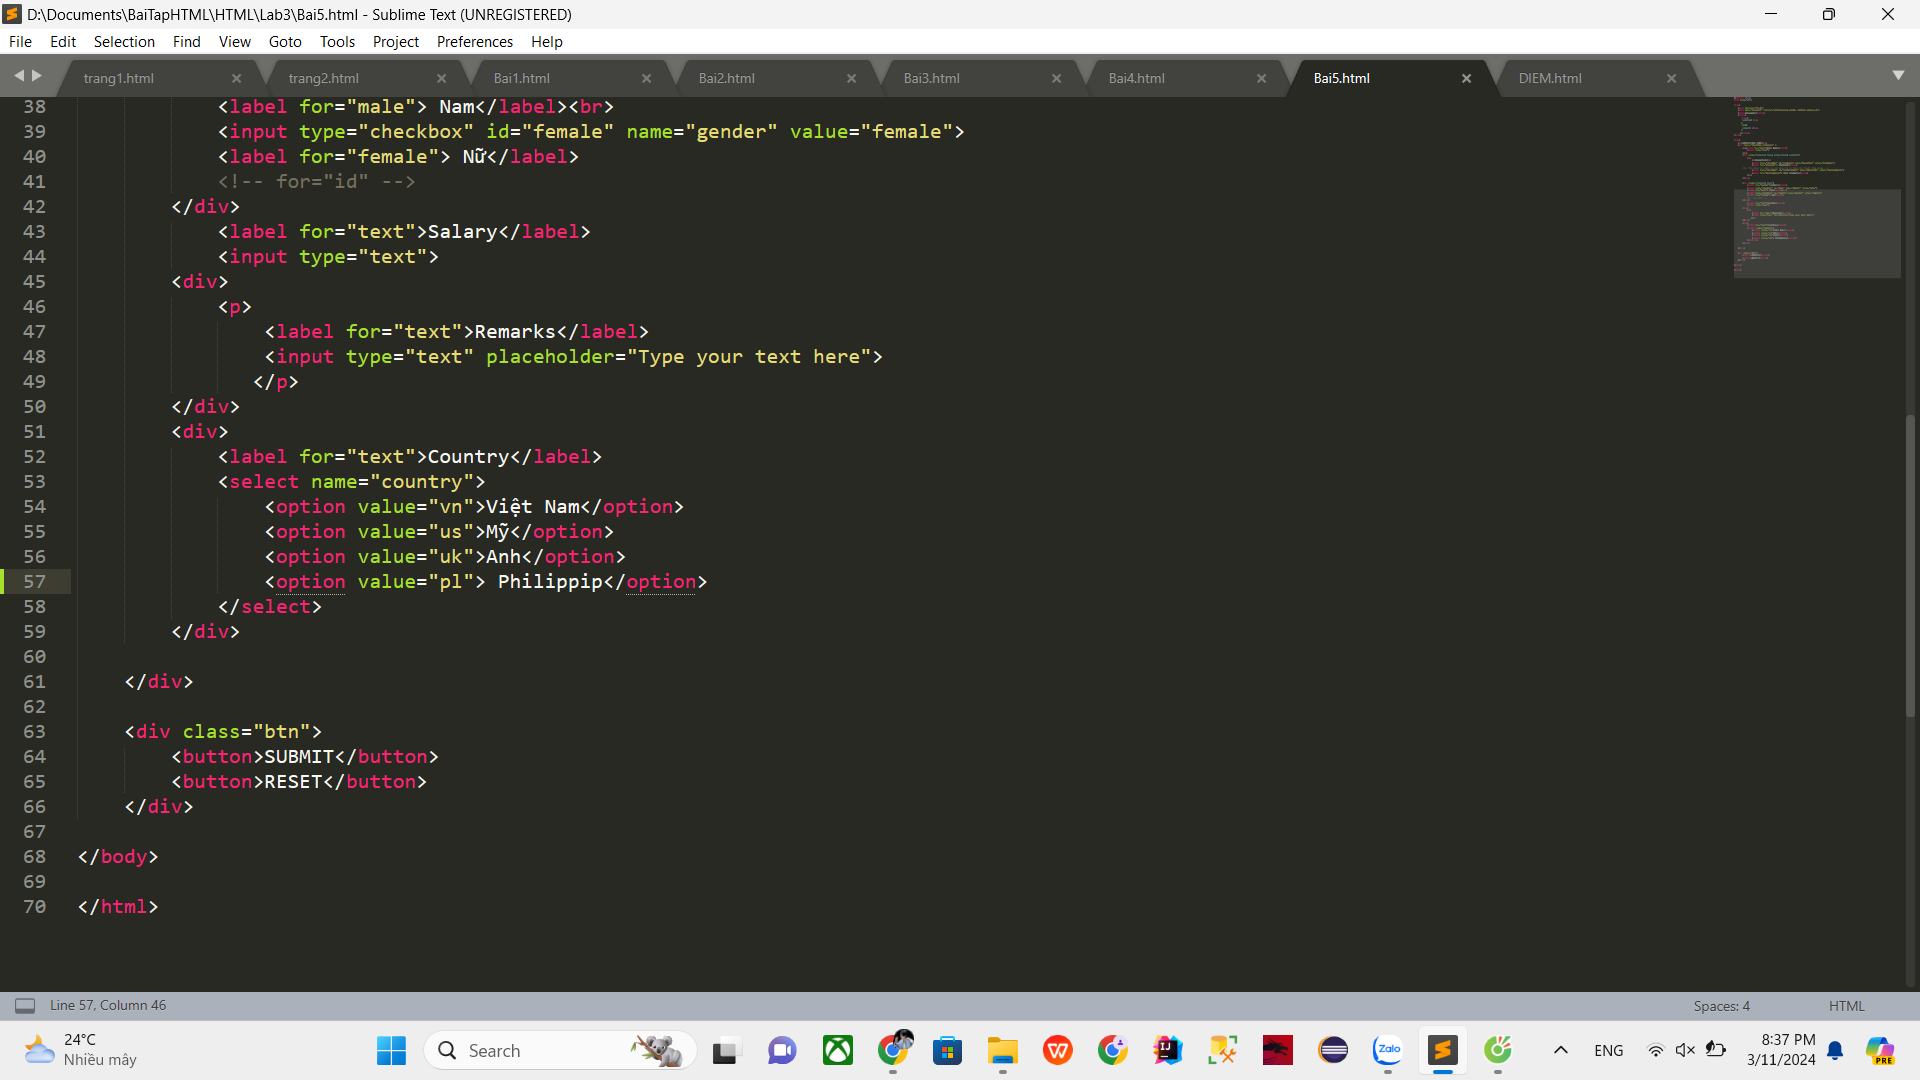 D:\Documents\BaiTapHTML\HTML\Lab3\Bai5.html - Sublime Text (UNREGISTERED)
File Edit Selection Find View Goto Tools Project Preferences Help
trang1.html trang2.html Bai1.html Bai2.html Bai3.html Bai4.html Bai5.html DIEM.html
38 <label for="male"> Nam</label><br>
39 <input type="checkbox" id="female" name="gender" value="female">
40 <label for="female"> Nữ</label>
41 <!-- for="id" -->
42 </div>
43 <label for="text">Salary</label>
44 <input type="text">
45 <div>
46 <p>
47 <label for="text">Remarks</label>
48 <input type="text" placeholder="Type your text here">
49 </p>
50 </div>
51 <div>
52 <label for="text">Country</label>
53 <select name="country">
54 <option value="vn">Việt Nam</option>
55 <option value="us">Mỹ</option>
56 <option value="uk">Anh</option>
57 <option value="pl"> Philippip</option>
58 </select>
59 </div>
60
61 </div>
62
63 <div class="btn">
64 <button>SUBMIT</button>
65 <button>RESET</button>
66 </div>
67
68 </body>
69
70 </html>
Line 57, Column 46 Spaces: 4 HTML
24°C
Nhiều mây
Search
Zalo
ENG
8:37 PM
3/11/2024
PRE